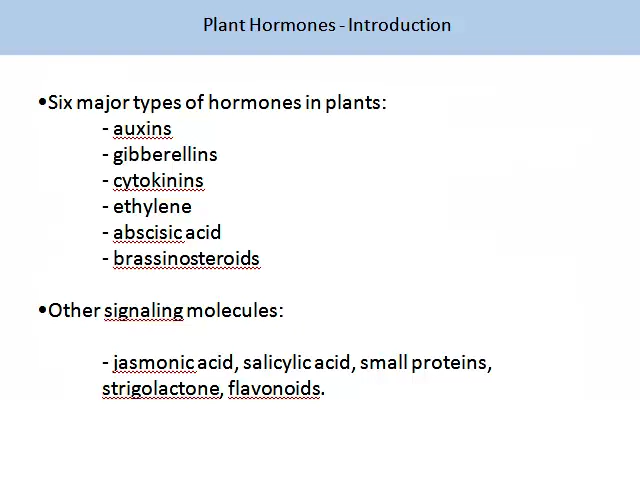 Plant Hormones - Introduction
•Six major types of hormones in plants:
- auxins
- gibberellins
- cytokinins
- ethylene
- abscisic acid
- brassinosteroids
•Other signaling molecules:
- jasmonic acid, salicylic acid, small proteins,
strigolactone, flavonoids.